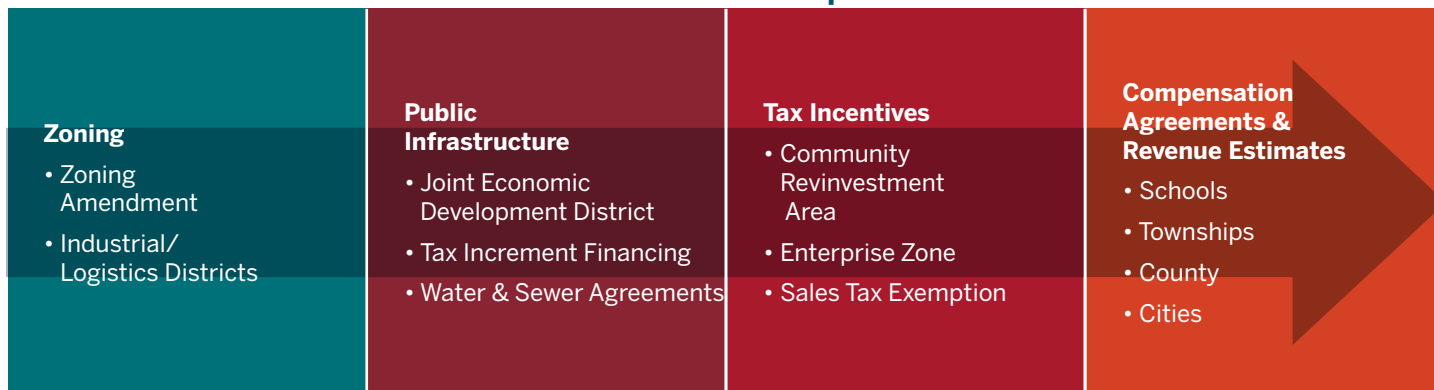 Zoning
• Zoning
Amendment
• Industrial/
Logistics Districts
Public
Infrastructure
• Joint Economic
Development District
• Tax Increment Financing
• Water & Sewer Agreements
Tax Incentives
• Community
Revinvestment
Area
• Enterprise Zone
• Sales Tax Exemption
Compensation
Agreements &
Revenue Estimates
• Schools
• Townships
• County
• Cities